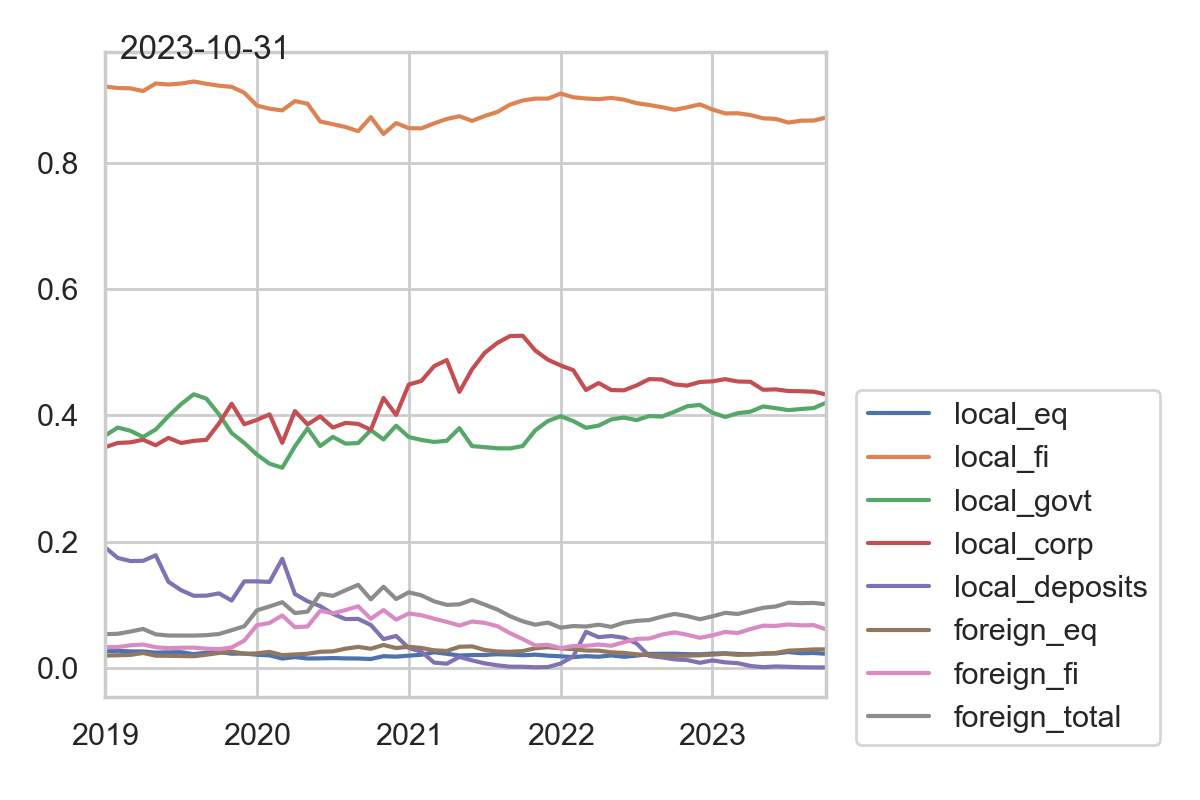 2023-10-31
0.8
0.6
0.4
0.2
0.0
2019 2020 2021 2022 2023
local_eq
local_fi
local_govt
local_corp
local_deposits
foreign_eq
foreign_fi
foreign_total